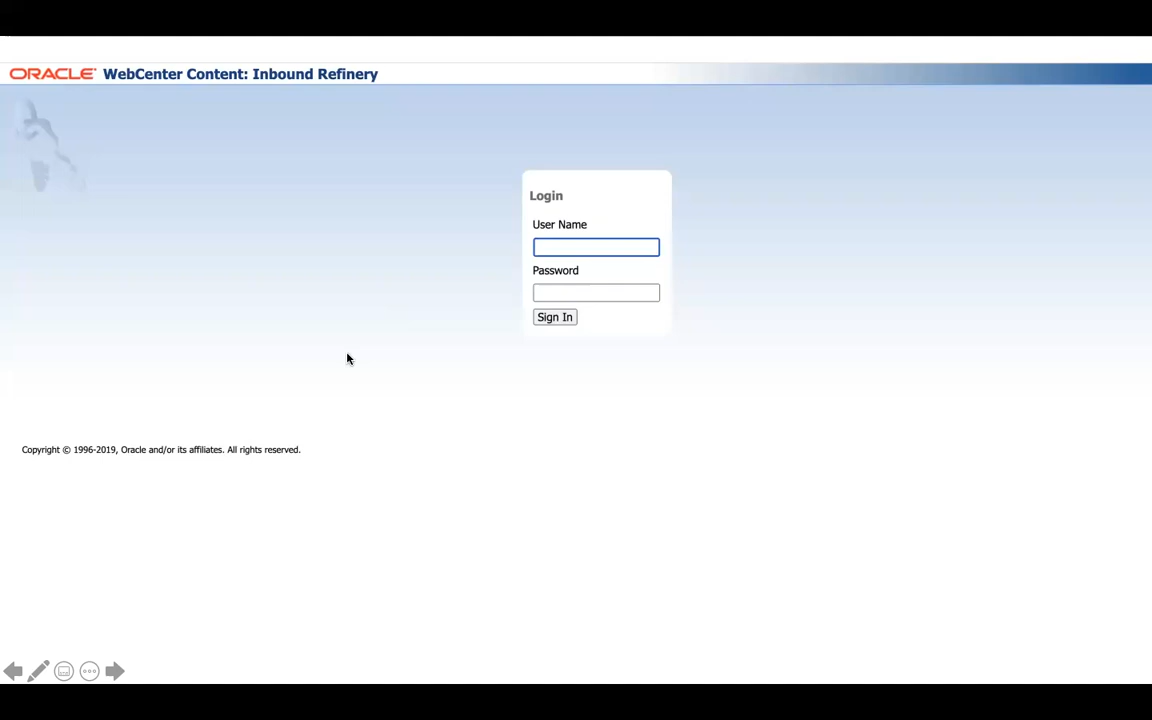 ORACLE WebCenter Content: Inbound Refinery
Login
User Name
Password
Sign In
Copyright © 1996-2019, Oracle and/or its affiliates. All rights reserved.